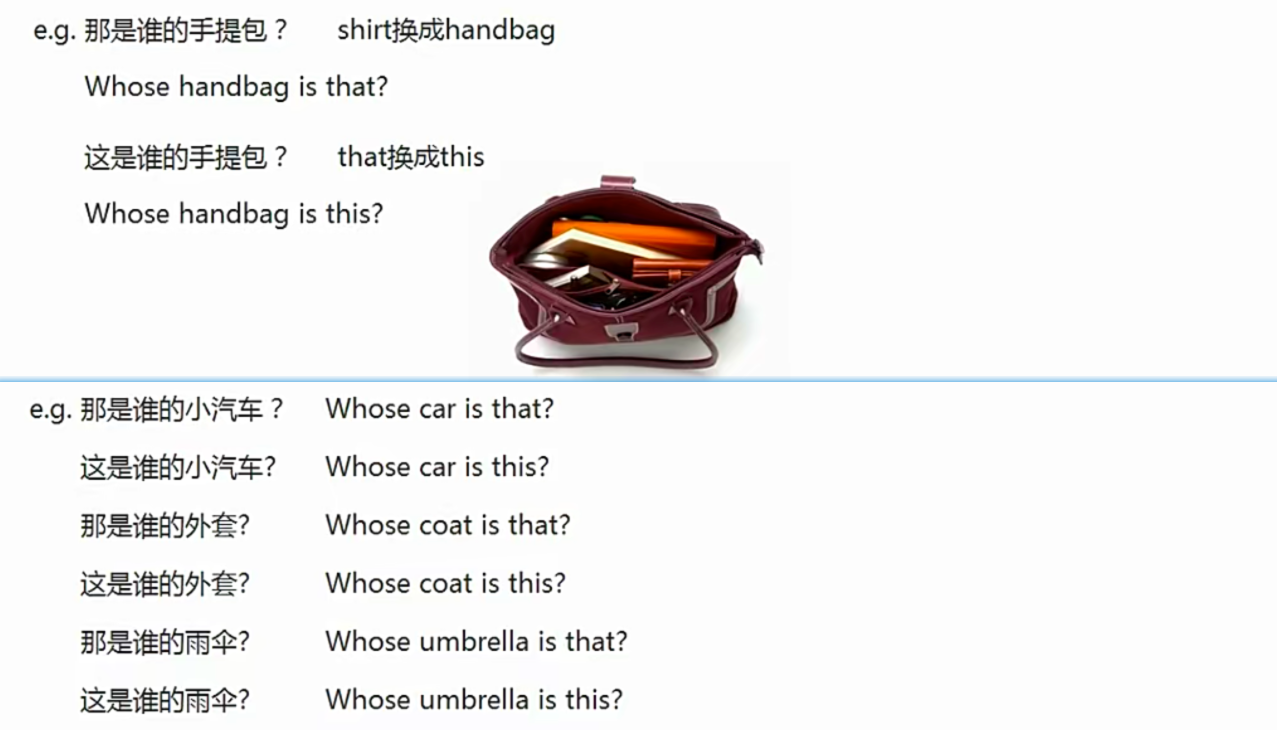 e.g. 那是谁的手提包？ shirt换成handbag
Whose handbag is that?
这是谁的手提包？ that换成this
Whose handbag is this?
e.g. 那是谁的小汽车？ Whose car is that?
这是谁的小汽车? Whose car is this?
那是谁的外套? Whose coat is that?
这是谁的外套? Whose coat is this?
那是谁的雨伞? Whose umbrella is that?
这是谁的雨伞? Whose umbrella is this?